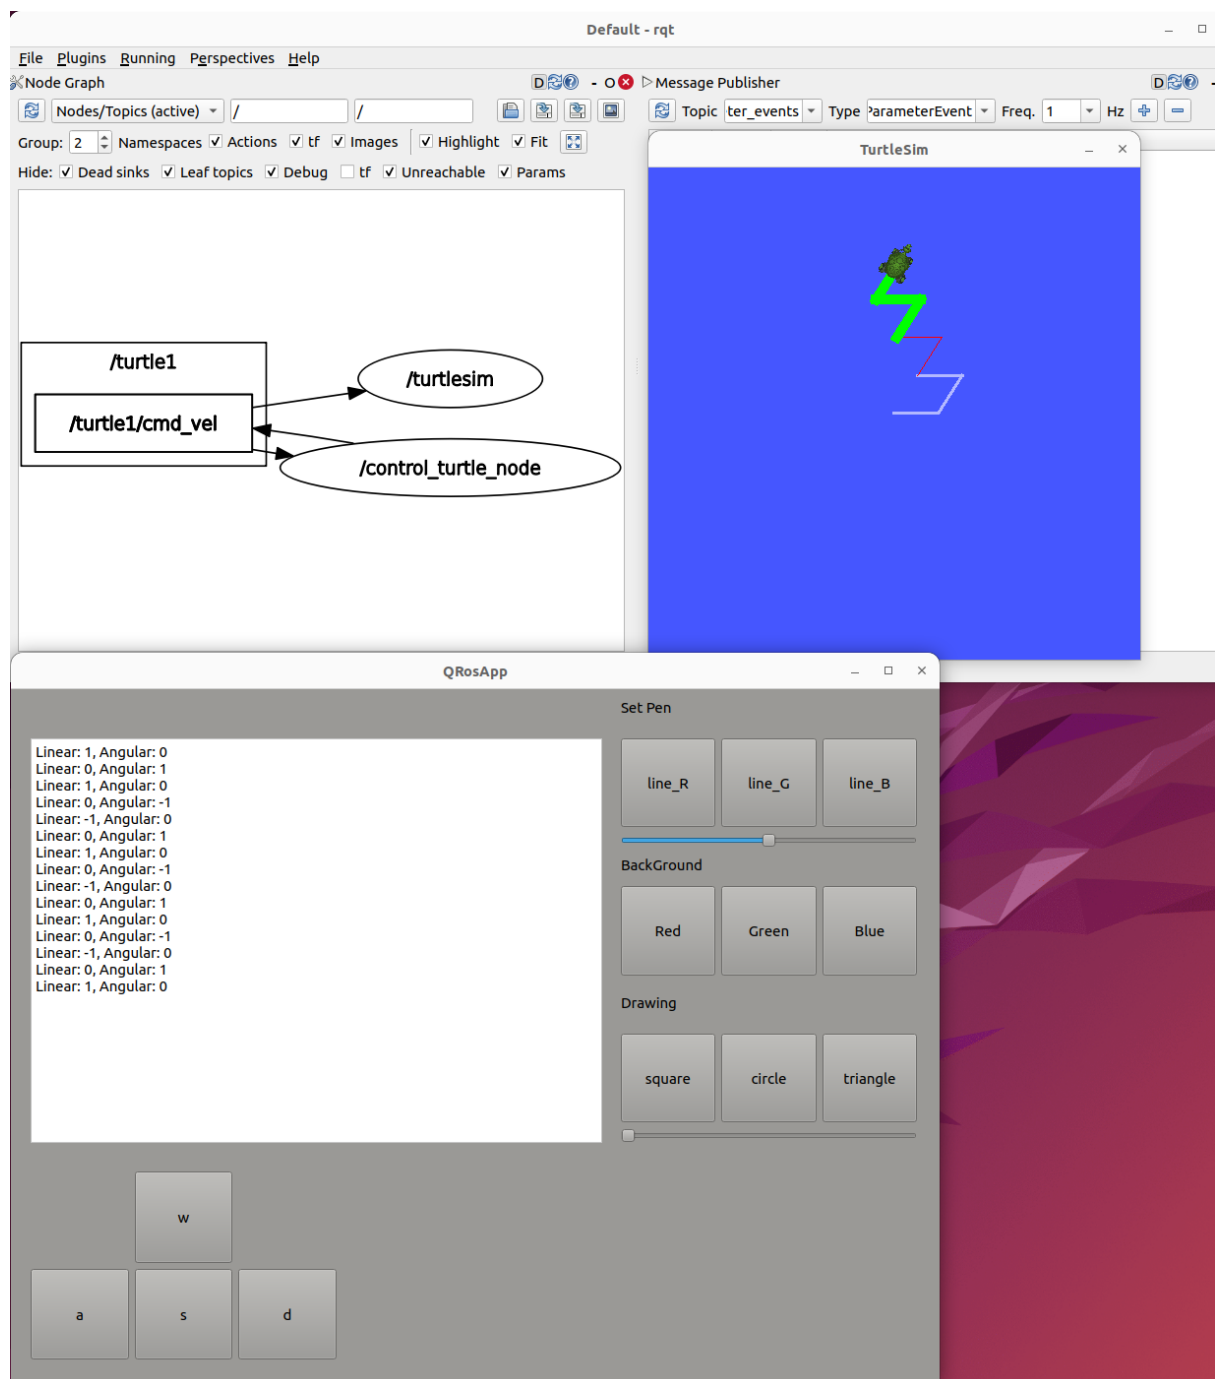 Default - rqt
File Plugins Running Perspectives Help
Node Graph
D
- O
Message Publisher
D
-
Nodes/Topics (active)
/
/
Topic ter_events Type ParameterEvent Freq. 1 Hz
Group: 2 Namespaces Actions tf Images Highlight Fit
Hide: Dead sinks Leaf topics Debug tf Unreachable Params
TurtleSim
/turtle1
/turtle1/cmd_vel
/turtlesim
/control_turtle_node
QRosApp
Linear: 1, Angular: 0
Linear: 0, Angular: 1
Linear: 1, Angular: 0
Linear: 0, Angular: -1
Linear: -1, Angular: 0
Linear: 0, Angular: 1
Linear: 1, Angular: 0
Linear: 0, Angular: -1
Linear: -1, Angular: 0
Linear: 0, Angular: 1
Linear: 1, Angular: 0
Linear: 0, Angular: -1
Linear: -1, Angular: 0
Linear: 0, Angular: 1
Linear: 1, Angular: 0
Set Pen
line_R line_G line_B
BackGround
Red Green Blue
Drawing
square circle triangle
w
a s d